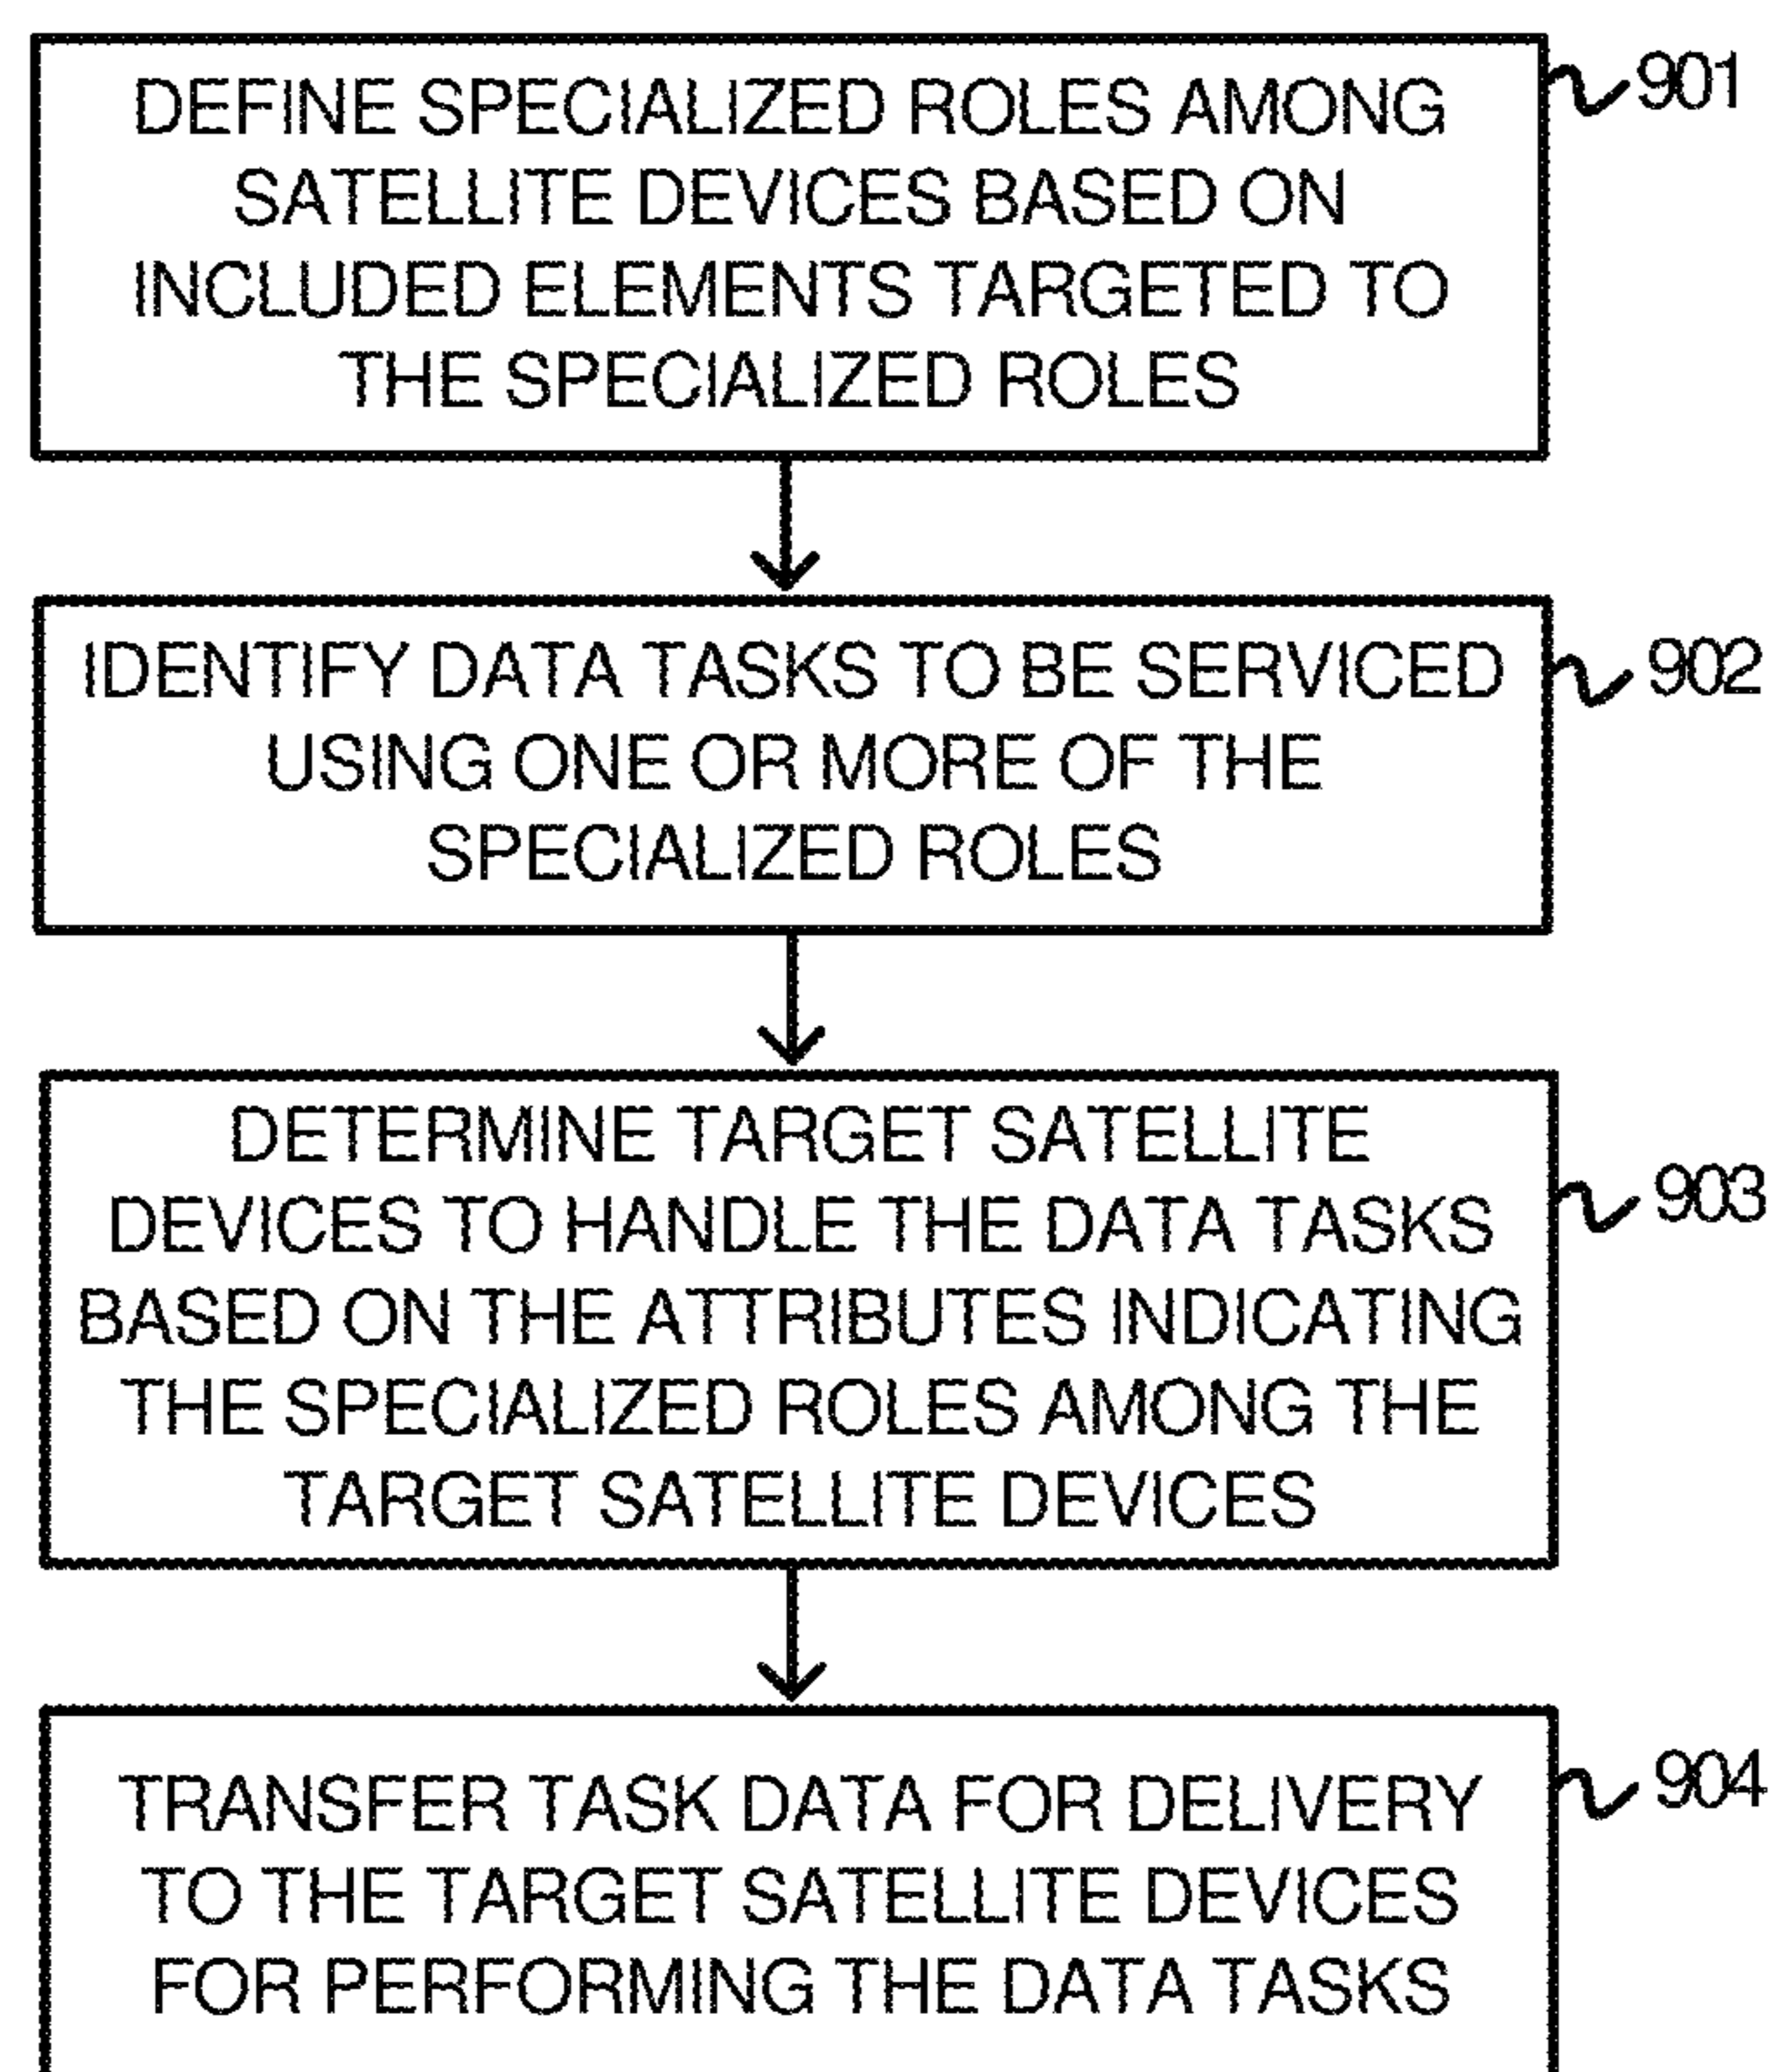 DEFINE SPECIALIZED ROLES AMONG
SATELLITE DEVICES BASED ON
INCLUDED ELEMENTS TARGETED TO
THE SPECIALIZED ROLES
901
IDENTIFY DATA TASKS TO BE SERVICED
USING ONE OR MORE OF THE
SPECIALIZED ROLES
902
DETERMINE TARGET SATELLITE
DEVICES TO HANDLE THE DATA TASKS
BASED ON THE ATTRIBUTES INDICATING
THE SPECIALIZED ROLES AMONG THE
TARGET SATELLITE DEVICES
903
TRANSFER TASK DATA FOR DELIVERY
TO THE TARGET SATELLITE DEVICES
FOR PERFORMING THE DATA TASKS
904